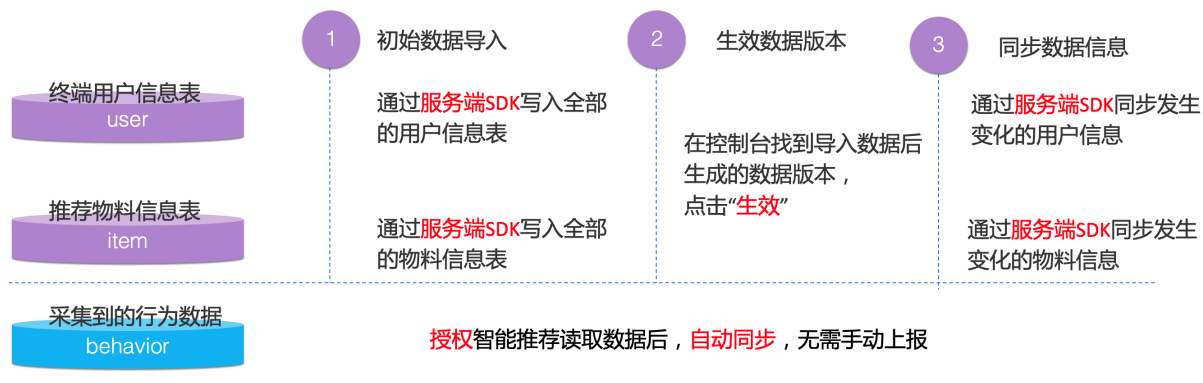 1
初始数据导入
2
生效数据版本
3
同步数据信息
终端用户信息表
user
通过服务端SDK写入全部
的用户信息表
在控制台找到导入数据后
生成的数据版本，
点击“生效”
通过服务端SDK同步发生
变化的用户信息
推荐物料信息表
item
通过服务端SDK写入全部
的物料信息表
通过服务端SDK同步发生
变化的物料信息
采集到的行为数据
behavior
授权智能推荐读取数据后，自动同步，无需手动上报